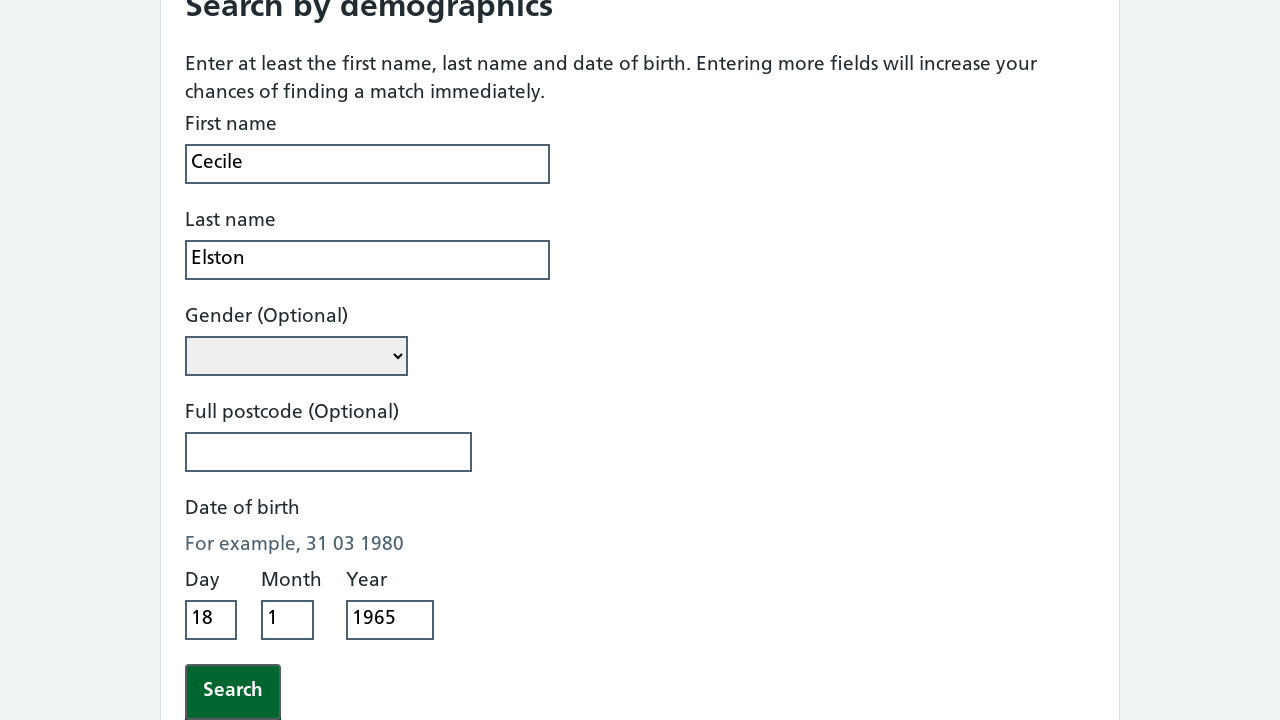 Search by demographics
Enter at least the first name, last name and date of birth. Entering more fields will increase your
chances of finding a match immediately.
First name
Cecile
Last name
Elston
Gender (Optional)
Full postcode (Optional)
Date of birth
For example, 31 03 1980
Day Month Year
18 1 1965
Search